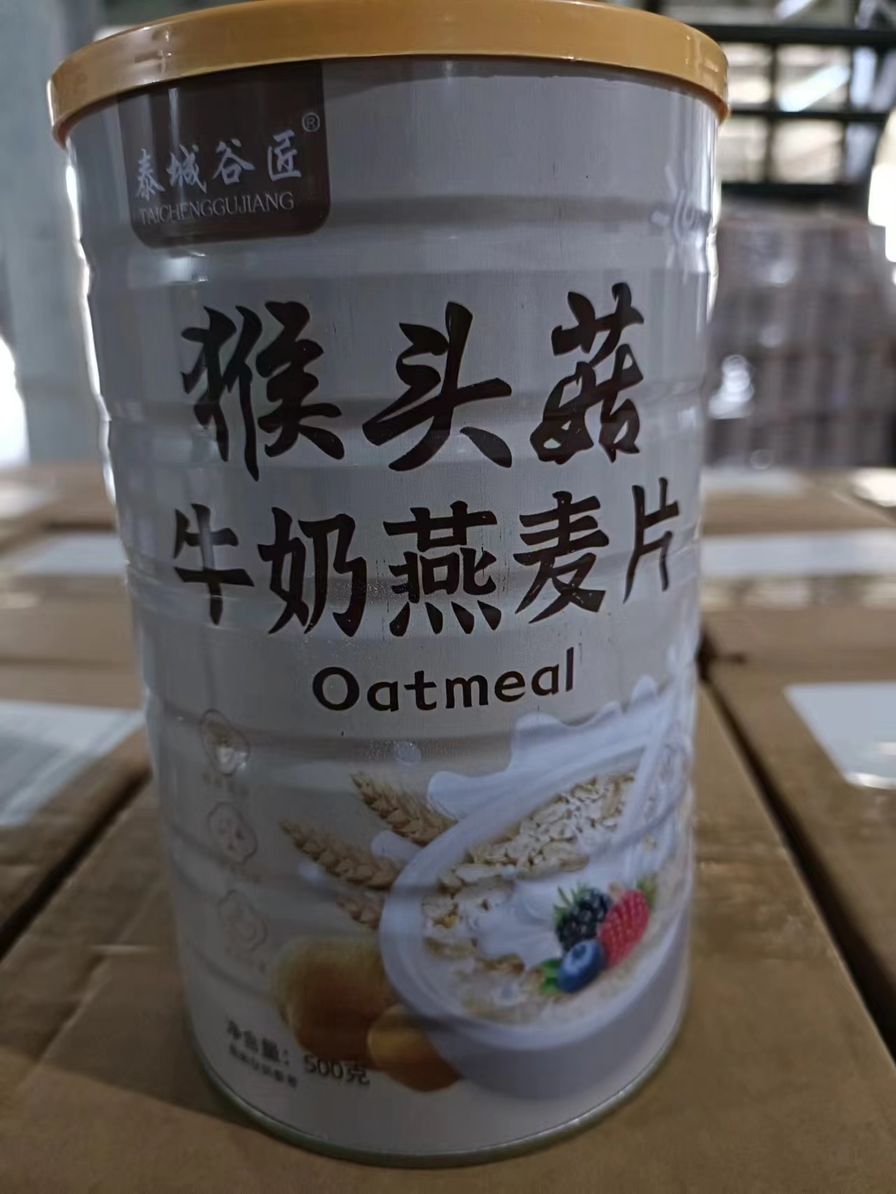 泰城谷匠®
TAICHENGGUJIANG
猴头菇
牛奶燕麦片
Oatmeal
净含量：500克